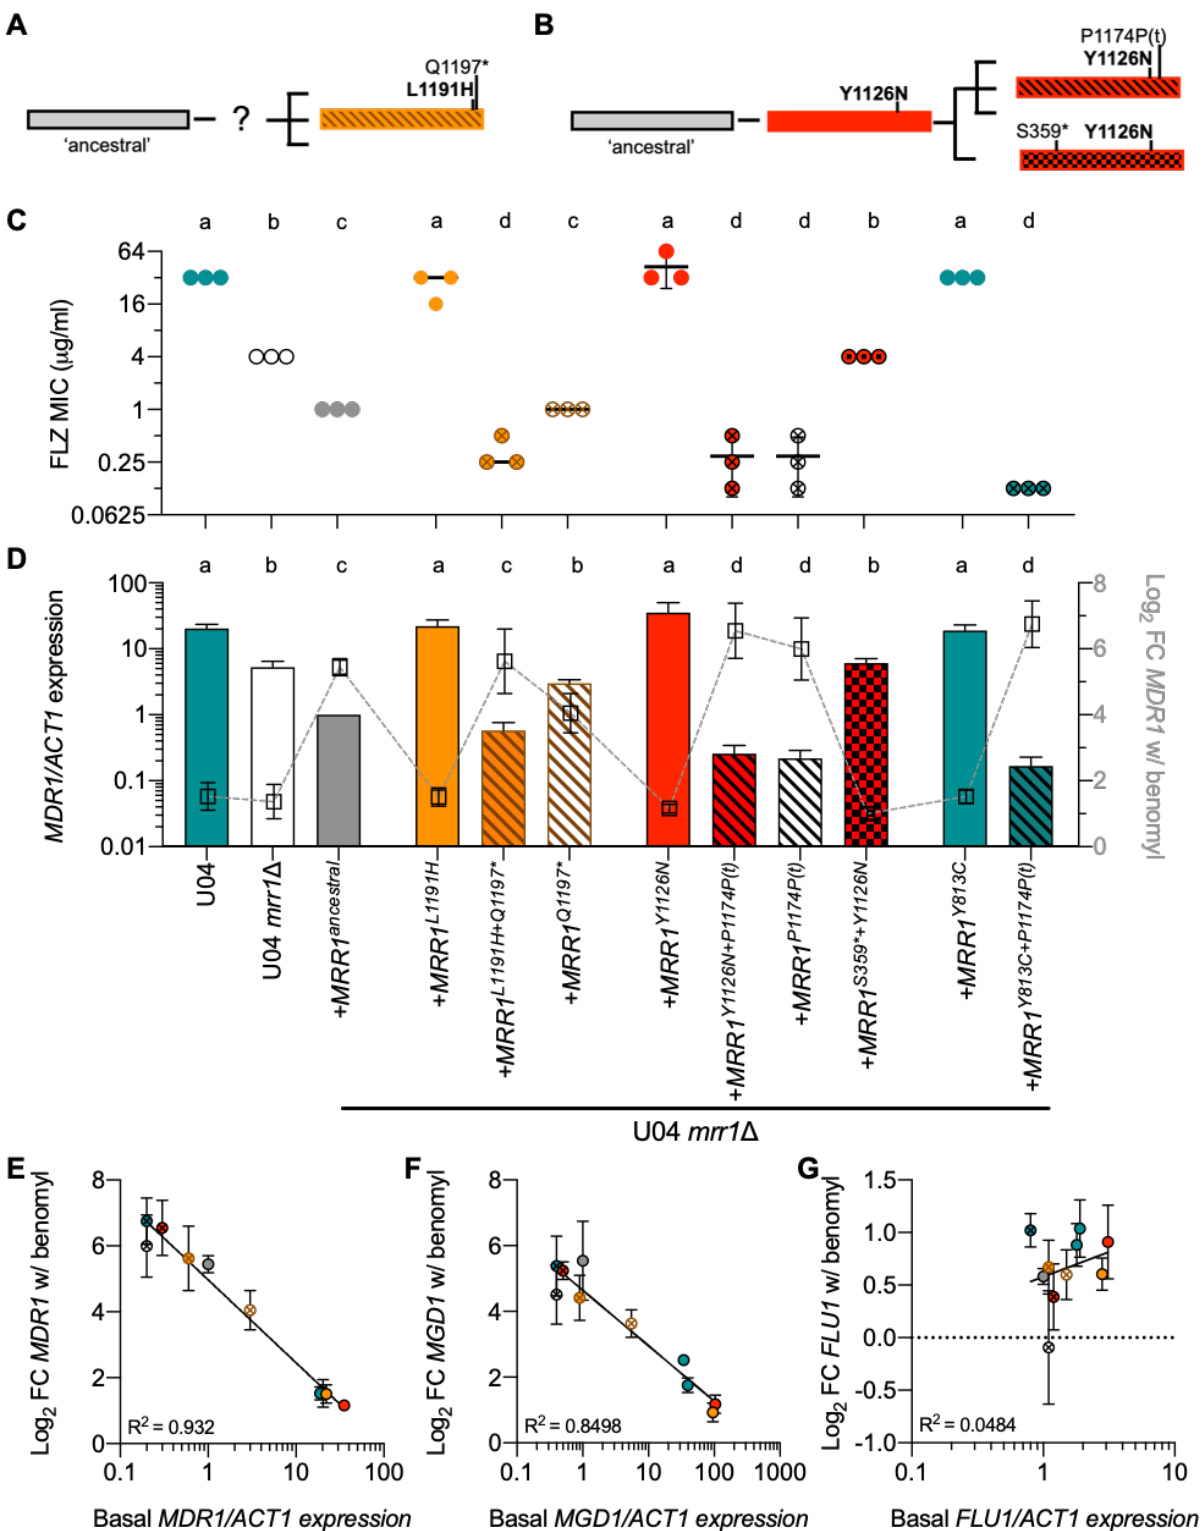 A
Q1197*
L1191H
?
'ancestral'
B
P1174P(t)
Y1126N
Y1126N
S359* Y1126N
'ancestral'
C
a b c a d c a d d b a d
FLZ MIC (µg/ml)
64
16
4
1
0.25
0.0625
D
a b c a c b a d d b a d
MDR1/ACT1 expression
100
10
1
0.1
0.01
Log2 FC MDR1 w/ benomyl
8
6
4
2
0
U04
U04 mrr1Δ
+MRR1ancestral
+MRR1L1191H
+MRR1L1191H+Q1197*
+MRR1Q1197*
+MRR1Y1126N
+MRR1Y1126N+P1174P(t)
+MRR1P1174P(t)
+MRR1S359*+Y1126N
+MRR1Y813C
+MRR1Y813C+P1174P(t)
U04 mrr1Δ
E
Log2 FC MDR1 w/ benomyl
8
6
4
2
0
R2 = 0.932
0.1 1 10 100
Basal MDR1/ACT1 expression
F
Log2 FC MGD1 w/ benomyl
8
6
4
2
0
R2 = 0.8498
0.1 1 10 100 1000
Basal MGD1/ACT1 expression
G
Log2 FC FLU1 w/ benomyl
1.5
1.0
0.5
0.0
-0.5
-1.0
R2 = 0.0484
0.1 1 10
Basal FLU1/ACT1 expression